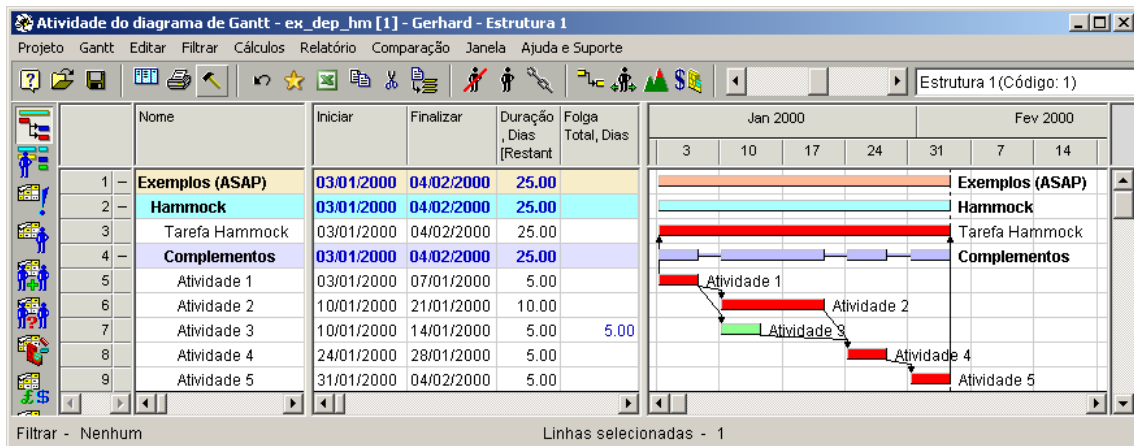 Atividade do diagrama de Gantt - ex_dep_hm [1] - Gerhard - Estrutura 1
Projeto Gantt Editar Filtrar Cálculos Relatório Comparação Janela Ajuda e Suporte
Estrutura 1(Código: 1)
Nome Iniciar Finalizar Duração , Dias [Restant Folga Total, Dias Jan 2000 Fev 2000
3 10 17 24 31 7 14
1 Exemplos (ASAP) 03/01/2000 04/02/2000 25.00 Exemplos (ASAP)
2 Hammock 03/01/2000 04/02/2000 25.00 Hammock
3 Tarefa Hammock 03/01/2000 04/02/2000 25.00 Tarefa Hammock
4 Complementos 03/01/2000 04/02/2000 25.00 Complementos
5 Atividade 1 03/01/2000 07/01/2000 5.00 Atividade 1
6 Atividade 2 10/01/2000 21/01/2000 10.00 Atividade 2
7 Atividade 3 10/01/2000 14/01/2000 5.00 5.00 Atividade 3
8 Atividade 4 24/01/2000 28/01/2000 5.00 Atividade 4
9 Atividade 5 31/01/2000 04/02/2000 5.00 Atividade 5
Filtrar - Nenhum Linhas selecionadas - 1